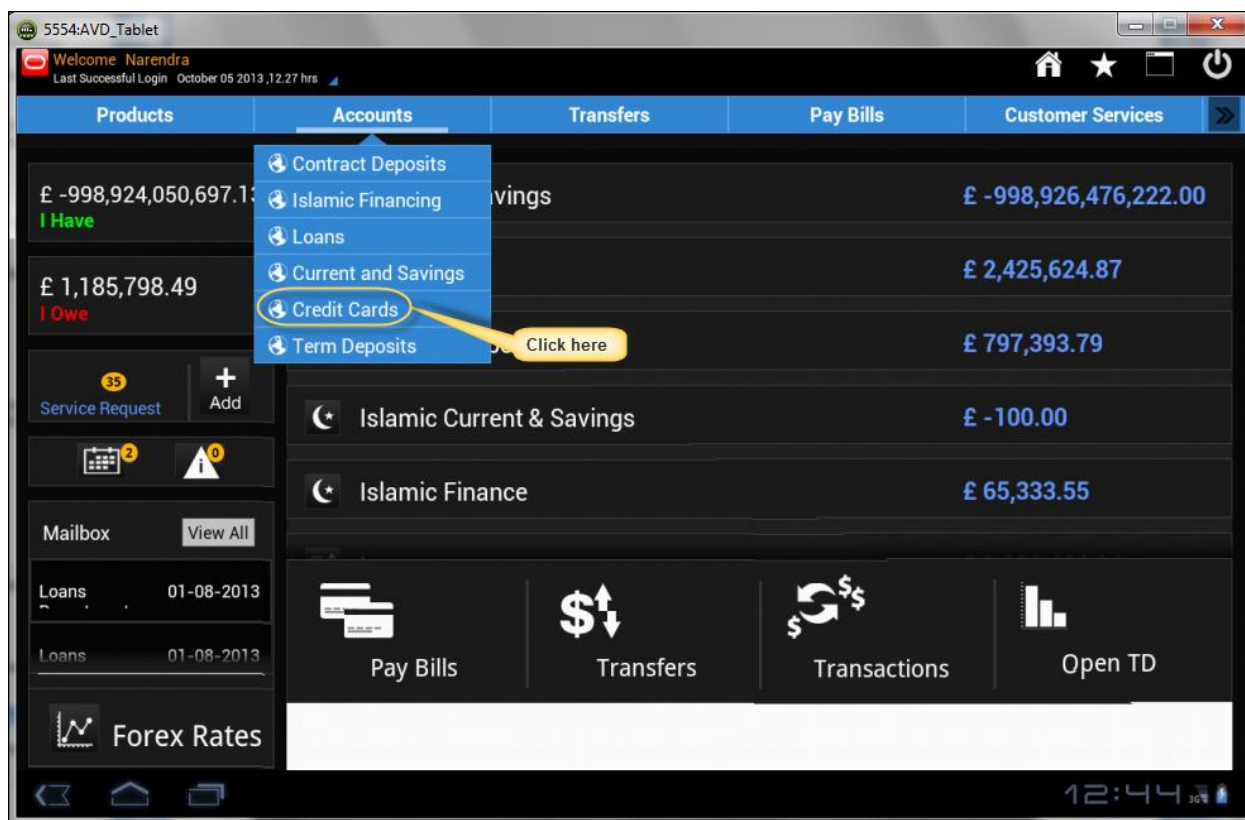 5554:AVD_Tablet
Welcome Narendra
Last Successful Login October 05 2013 ,12.27 hrs
Products Accounts Transfers Pay Bills Customer Services
Contract Deposits
Islamic Financing
Loans
Current and Savings
Credit Cards
Term Deposits
Click here
£ -998,924,050,697.13
I Have
£ 1,185,798.49
I Owe
35
Service Request
Add
2
0
Mailbox View All
Loans 01-08-2013
Loans 01-08-2013
Forex Rates
£ -998,926,476,222.00
£ 2,425,624.87
£ 797,393.79
Islamic Current & Savings £ -100.00
Islamic Finance £ 65,333.55
Pay Bills Transfers Transactions Open TD
12:44 3G